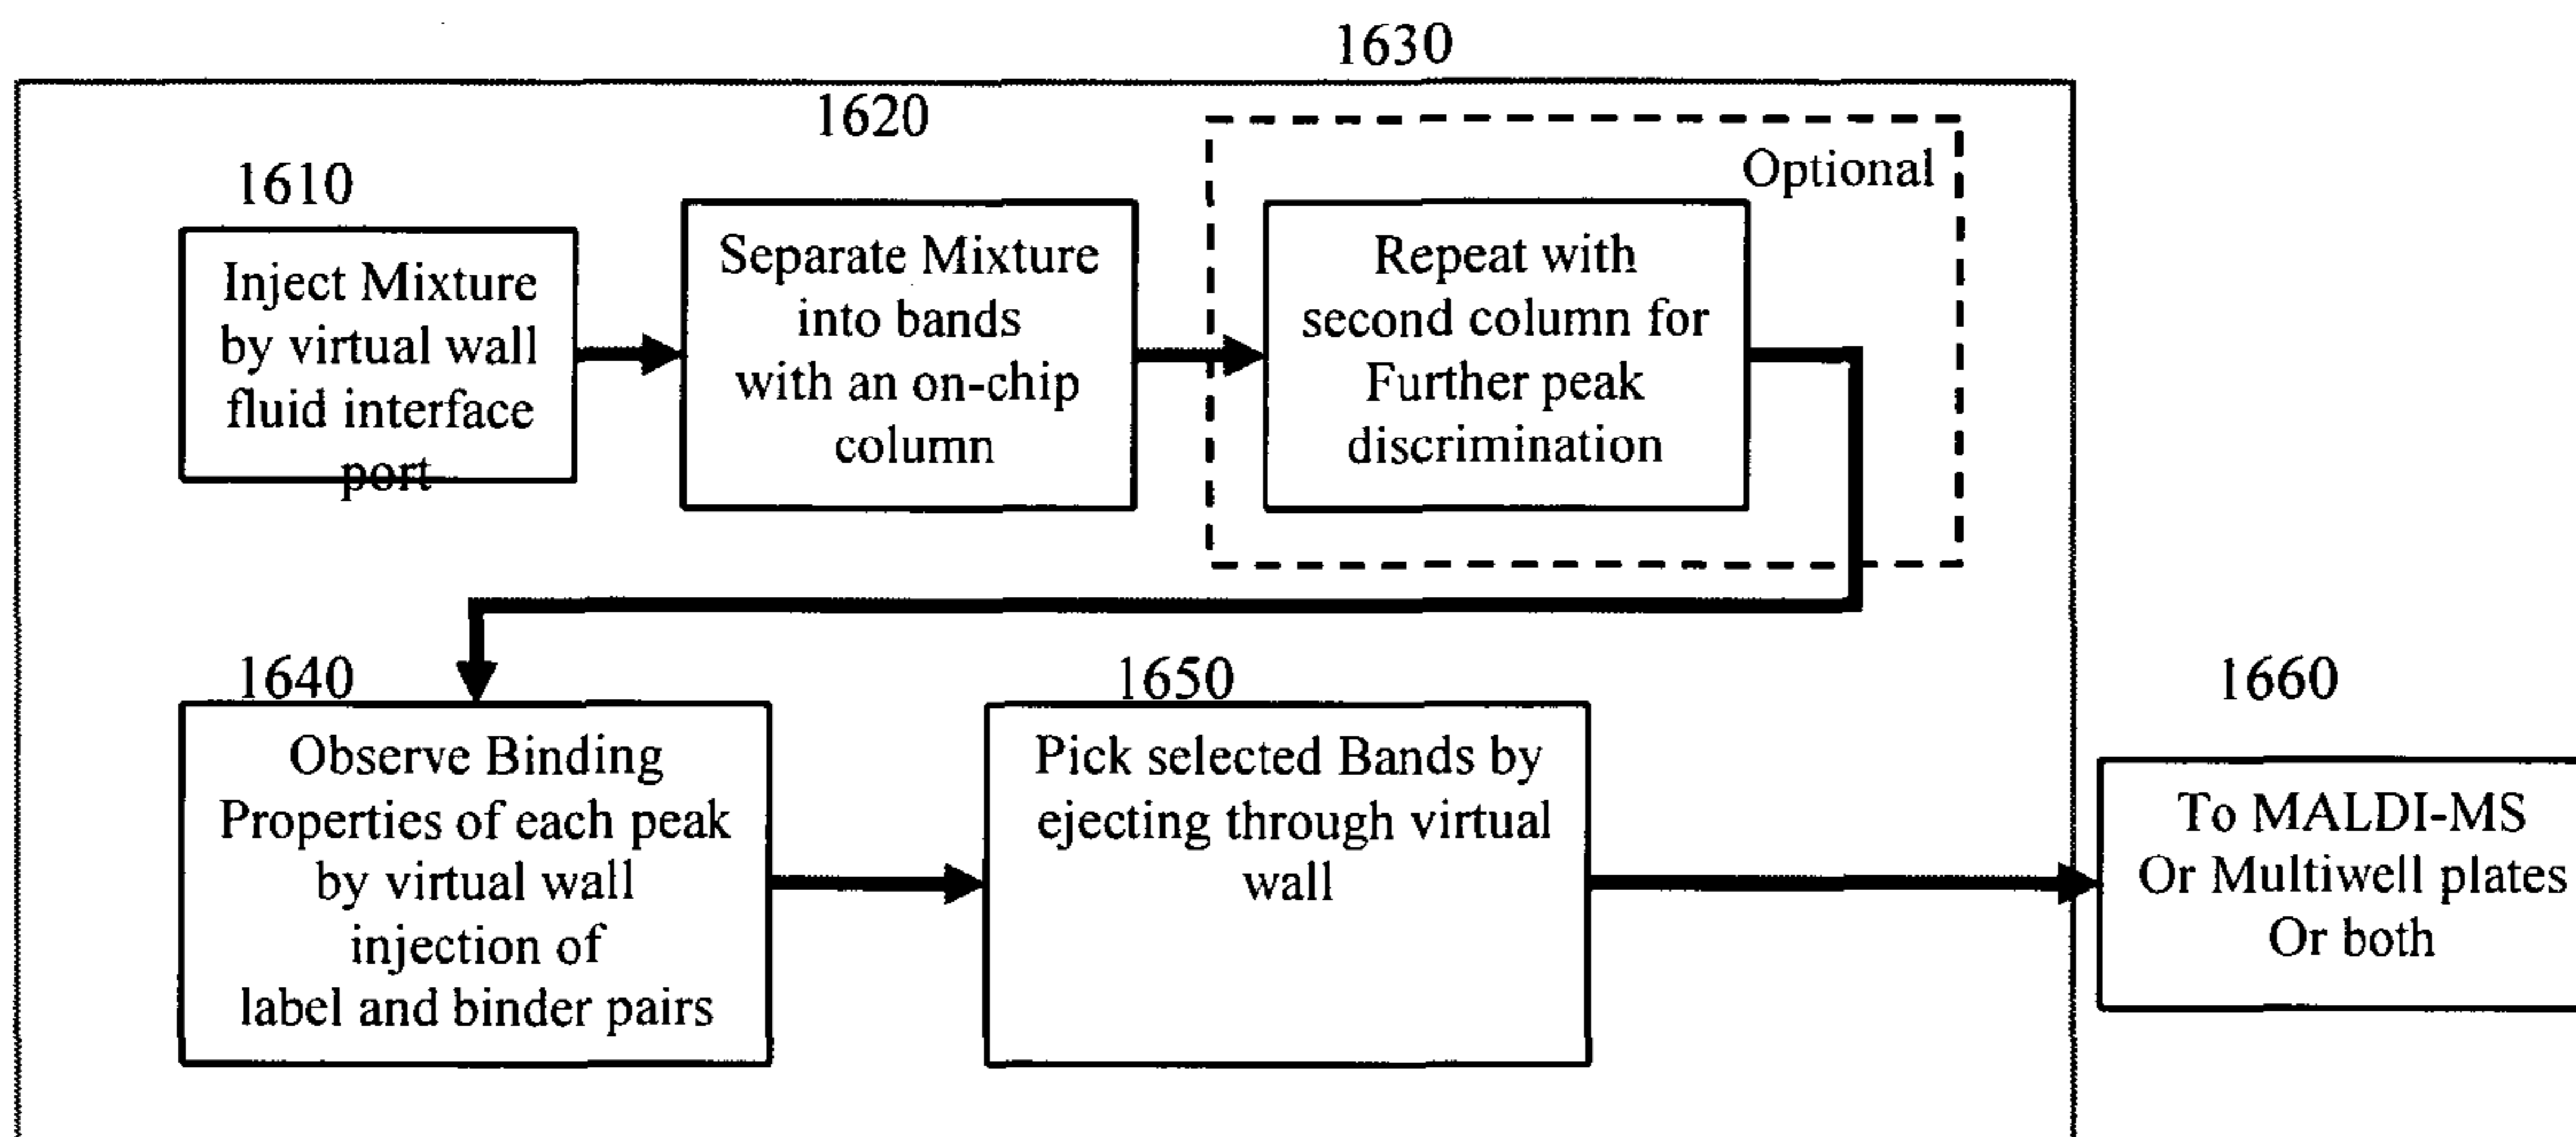 1630
1620
Optional
1610
Inject Mixture
by virtual wall
fluid interface
port
Separate Mixture
into bands
with an on-chip
column
Repeat with
second column for
Further peak
discrimination
1640
Observe Binding
Properties of each peak
by virtual wall
injection of
label and binder pairs
1650
Pick selected Bands by
ejecting through virtual
wall
1660
To MALDI-MS
Or Multiwell plates
Or both